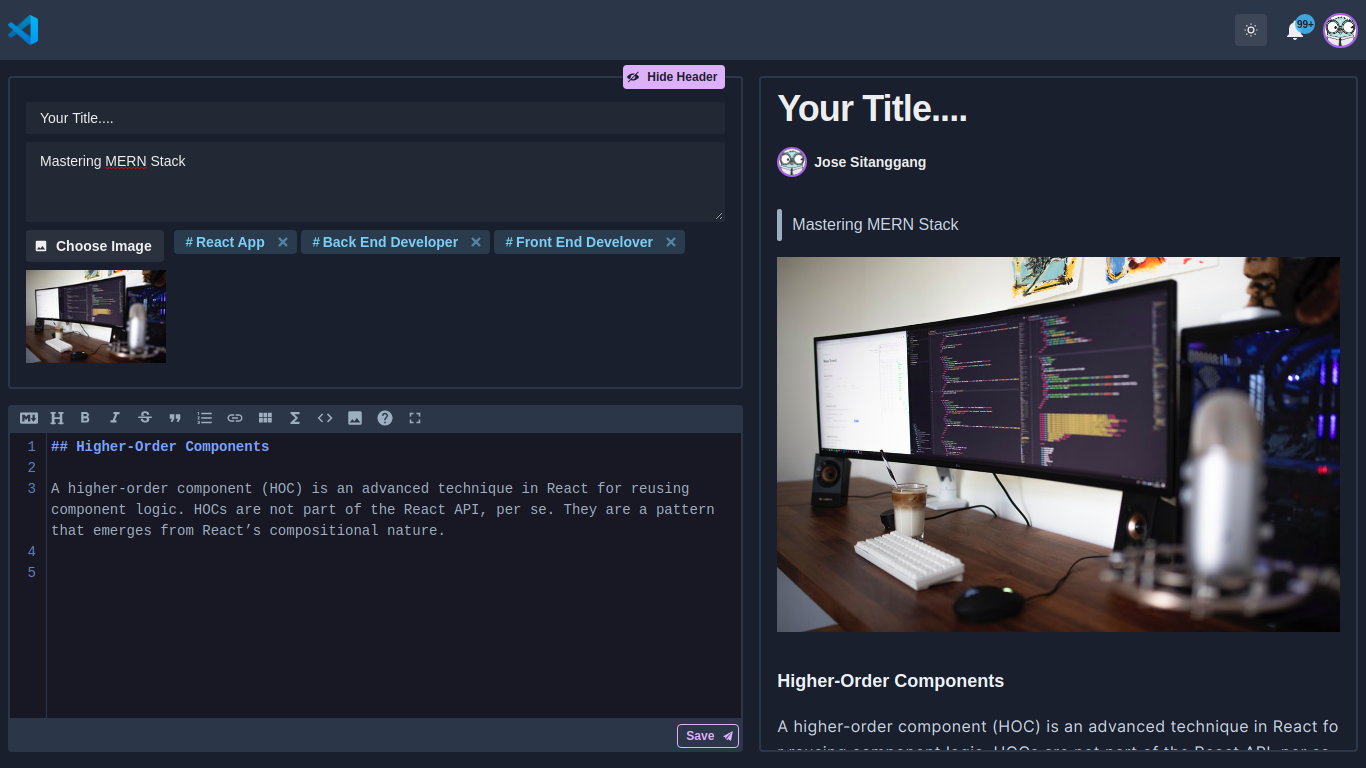 99+
Hide Header
Your Title....
Mastering MERN Stack
Choose Image
# React App ✕ # Back End Developer ✕ # Front End Develover ✕
M↓ H B I S
1 ## Higher-Order Components
2
3 A higher-order component (HOC) is an advanced technique in React for reusing
component logic. HOCs are not part of the React API, per se. They are a pattern
that emerges from React’s compositional nature.
4
5
Save
Your Title....
Jose Sitanggang
Mastering MERN Stack
Higher-Order Components
A higher-order component (HOC) is an advanced technique in React fo
r reusing component logic. HOCs are not part of the React API, per se.